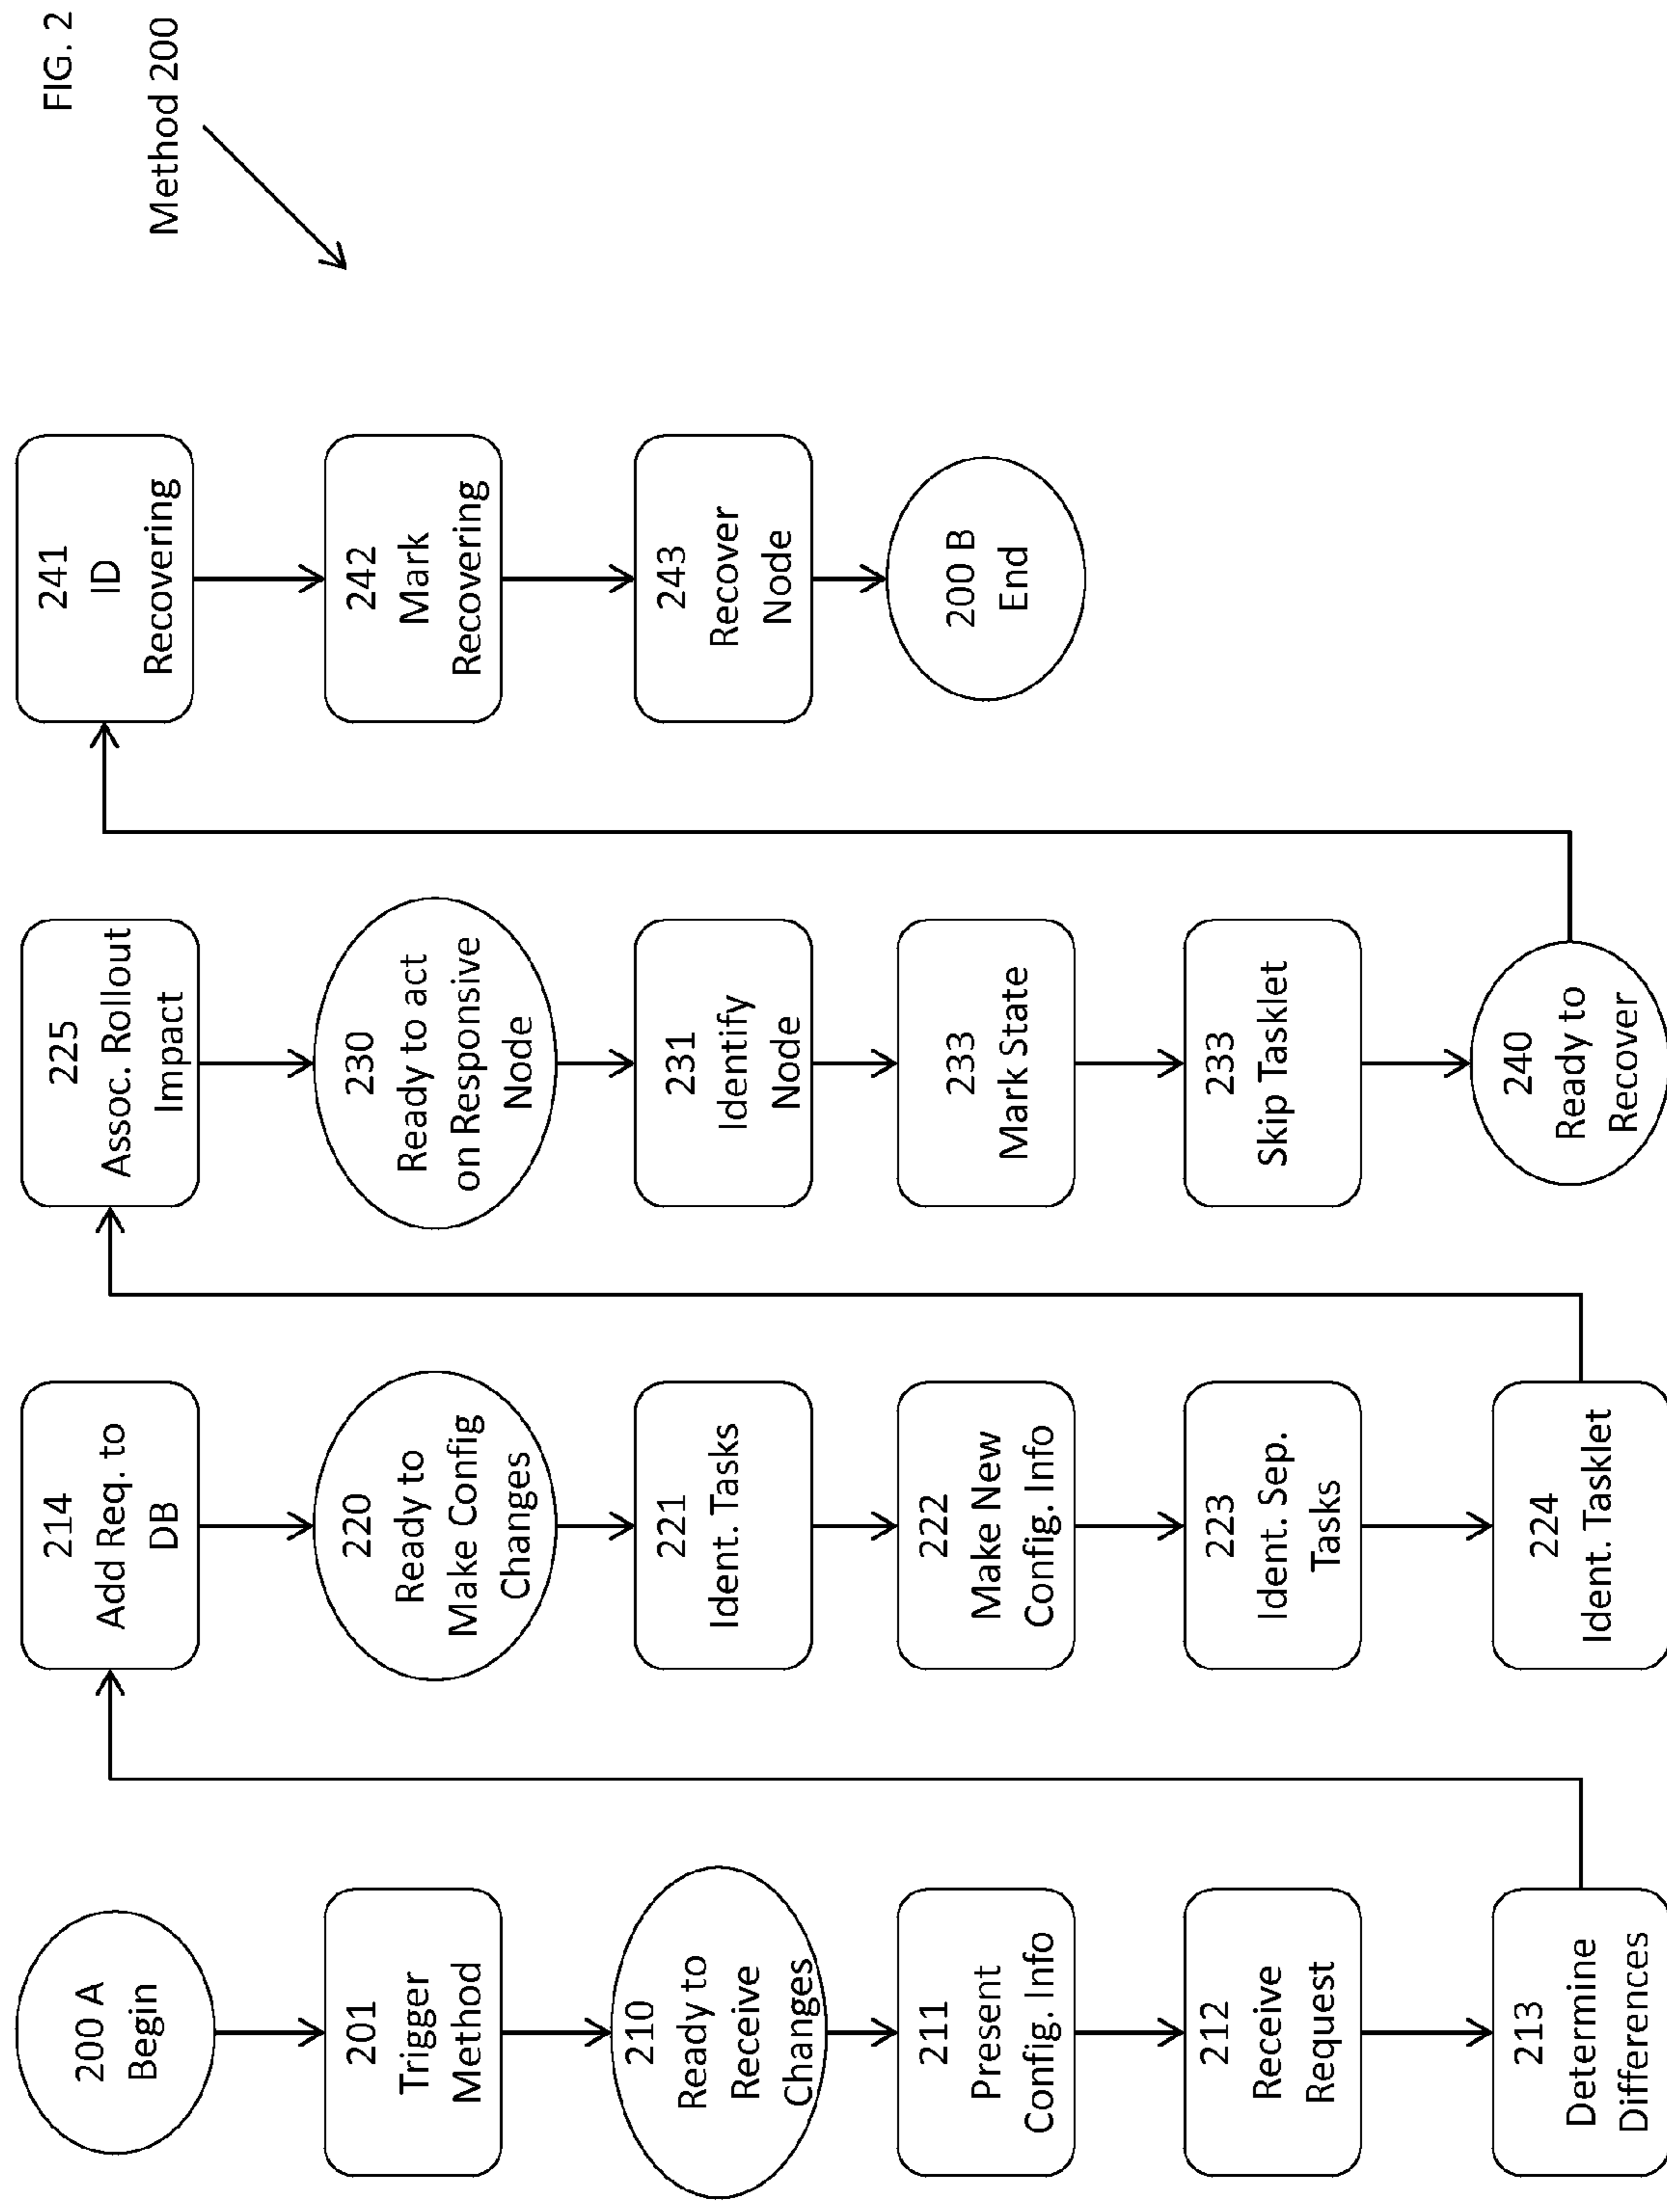 FIG. 2
Method 200
200 A
Begin
201
Trigger
Method
210
Ready to
Receive
Changes
211
Present
Config. Info
212
Receive
Request
213
Determine
Differences
214
Add Req. to
DB
220
Ready to
Make Config
Changes
221
Ident. Tasks
222
Make New
Config. Info
223
Ident. Sep.
Tasks
224
Ident. Tasklet
225
Assoc. Rollout
Impact
230
Ready to act
on Responsive
Node
231
Identify
Node
233
Mark State
233
Skip Tasklet
240
Ready to
Recover
241
ID
Recovering
242
Mark
Recovering
243
Recover
Node
200 B
End